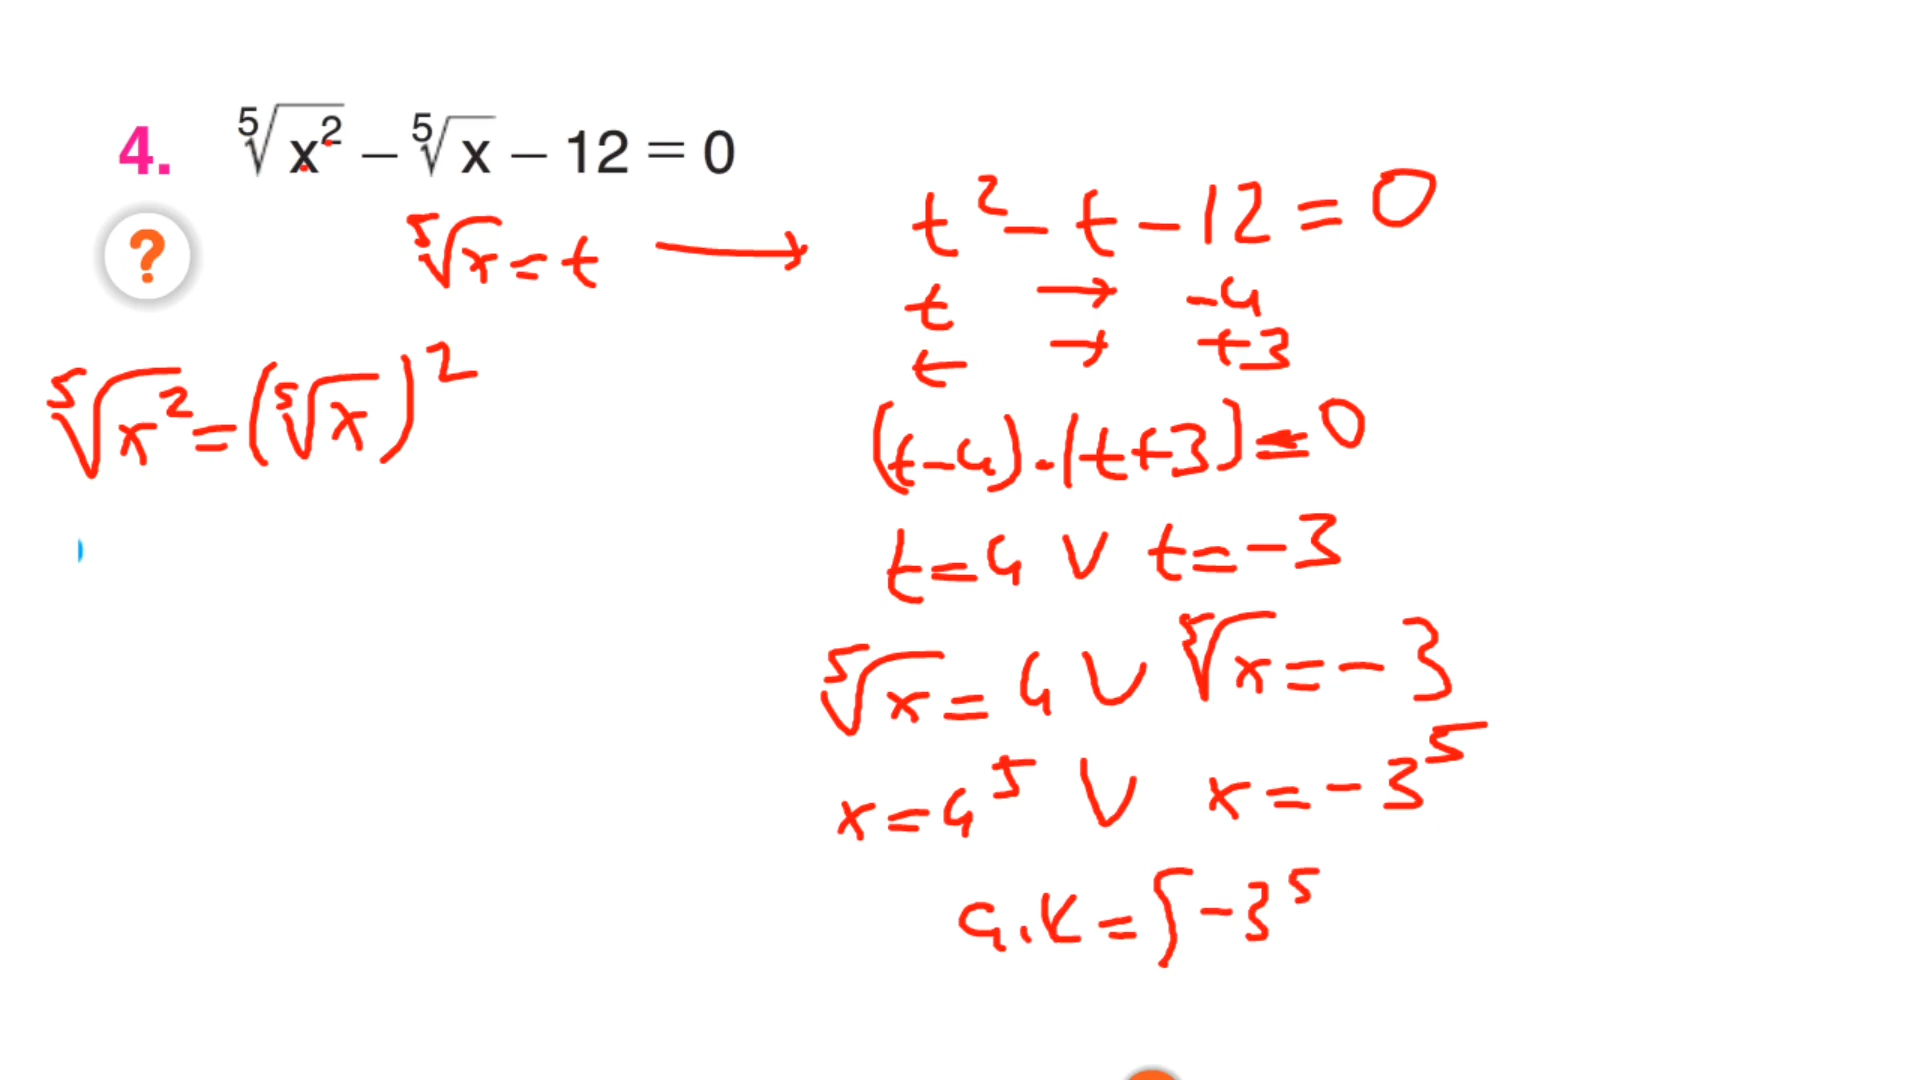 4. ⁵√x² − ⁵√x − 12 = 0
?
⁵√x = t →
⁵√x² = (⁵√x)²
t² − t − 12 = 0
t → −4
t → +3
(t−4)·(t+3) = 0
t = 4 ∨ t = −3
⁵√x = 4 ∨ ⁵√x = −3
x = 4⁵ ∨ x = −3⁵
Ç.K = { −3⁵